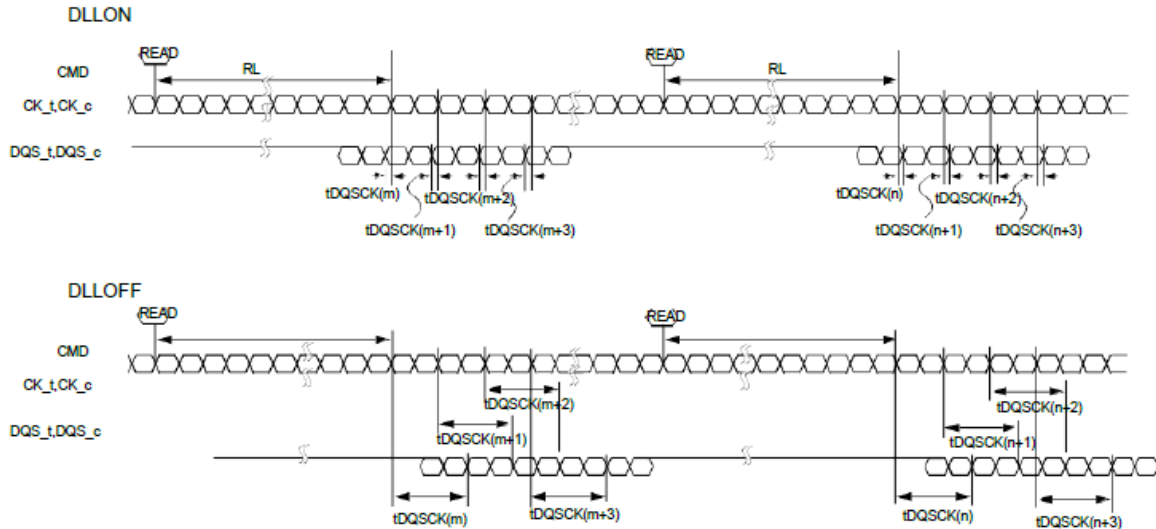 DLLON
READ READ
CMD RL RL
CK_t,CK_c
DQS_t,DQS_c
tDQSCK(m) tDQSCK(m+2) tDQSCK(n) tDQSCK(n+2)
tDQSCK(m+1) tDQSCK(m+3) tDQSCK(n+1) tDQSCK(n+3)
DLLOFF
READ READ
CMD
CK_t,CK_c
tDQSCK(m+2) tDQSCK(n+2)
DQS_t,DQS_c tDQSCK(m+1) tDQSCK(n+1)
tDQSCK(m) tDQSCK(m+3) tDQSCK(n) tDQSCK(n+3)